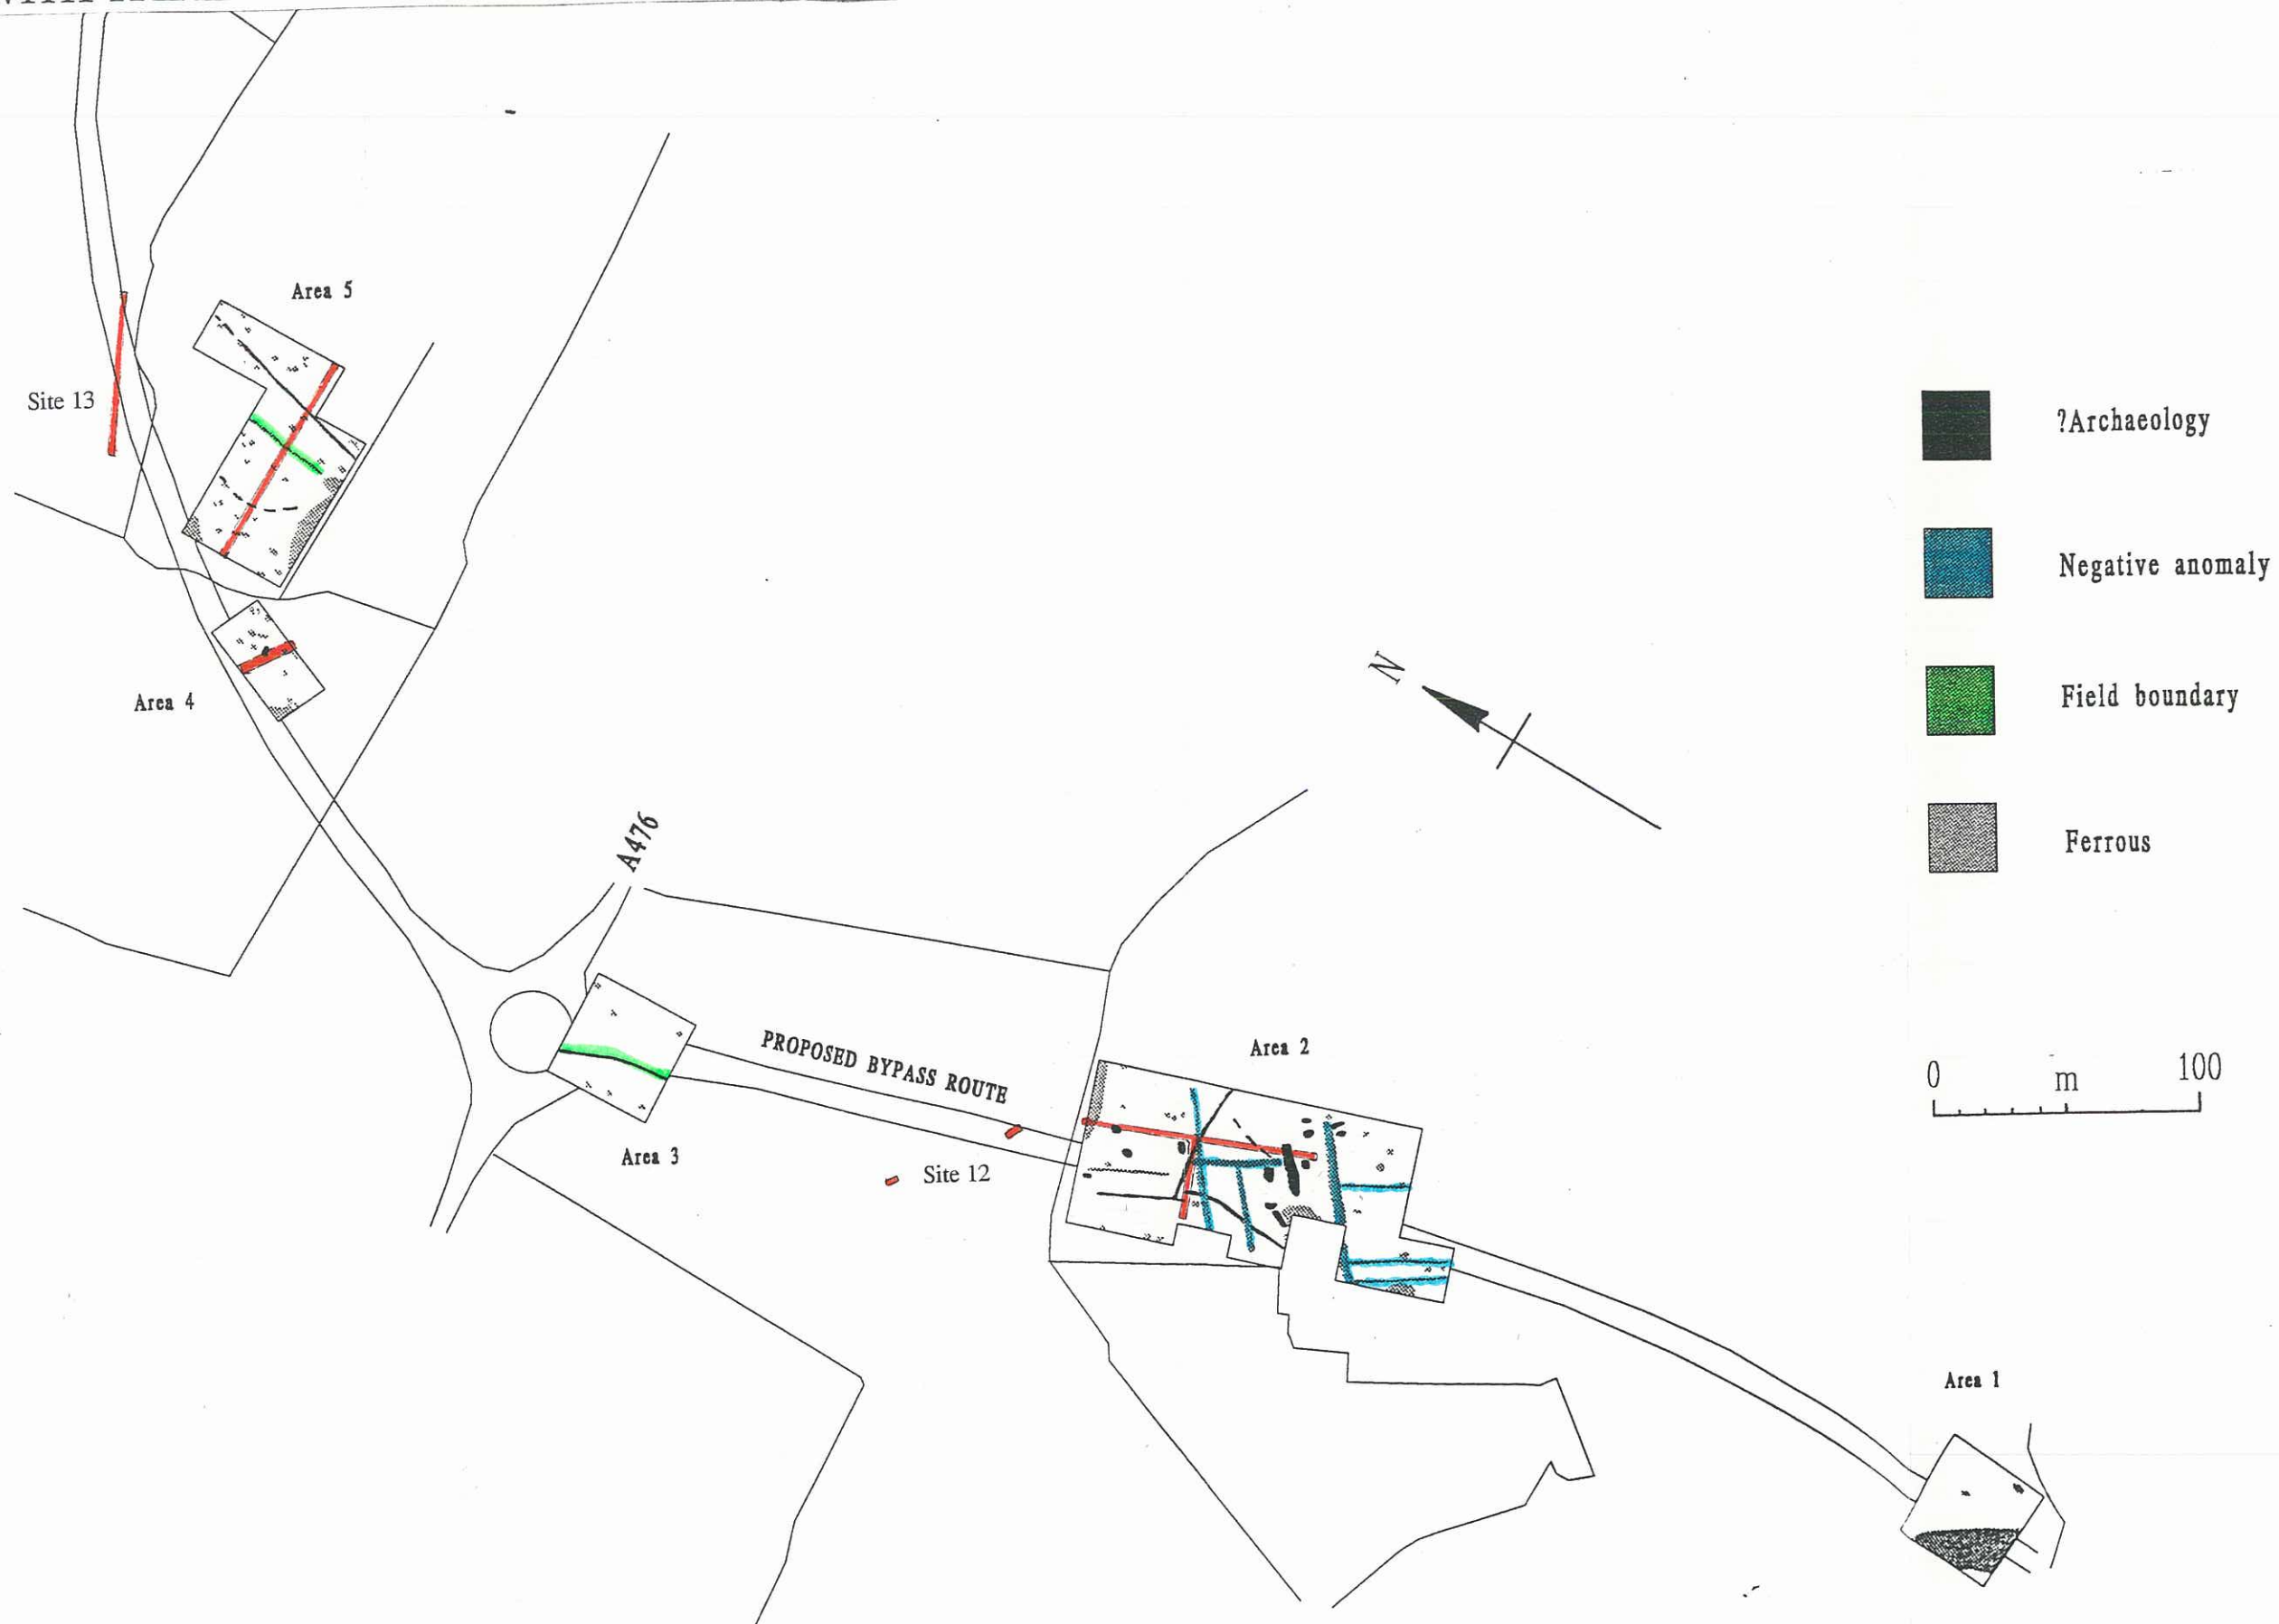 Area 5
Site 13
?Archaeology
Negative anomaly
N
Area 4
Field boundary
A476
Ferrous
PROPOSED BYPASS ROUTE
Area 2
0 m 100
Area 3
Site 12
Area 1